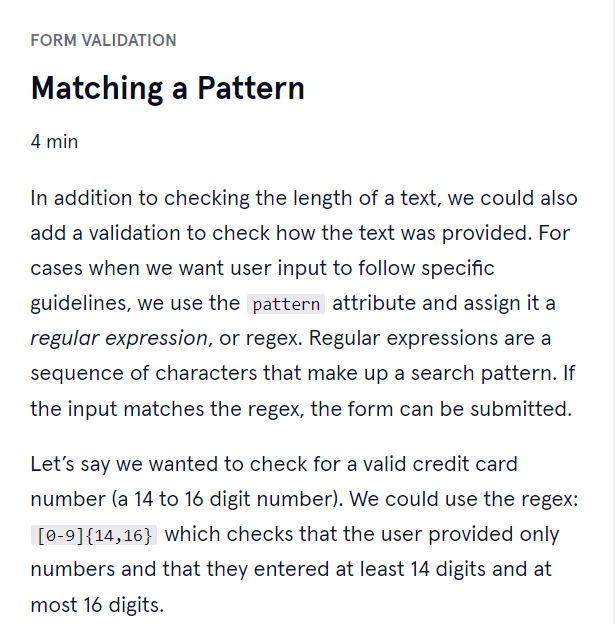 FORM VALIDATION
Matching a Pattern
4 min
In addition to checking the length of a text, we could also
add a validation to check how the text was provided. For
cases when we want user input to follow specific
guidelines, we use the pattern attribute and assign it a
regular expression, or regex. Regular expressions are a
sequence of characters that make up a search pattern. If
the input matches the regex, the form can be submitted.
Let’s say we wanted to check for a valid credit card
number (a 14 to 16 digit number). We could use the regex:
[0-9]{14,16} which checks that the user provided only
numbers and that they entered at least 14 digits and at
most 16 digits.